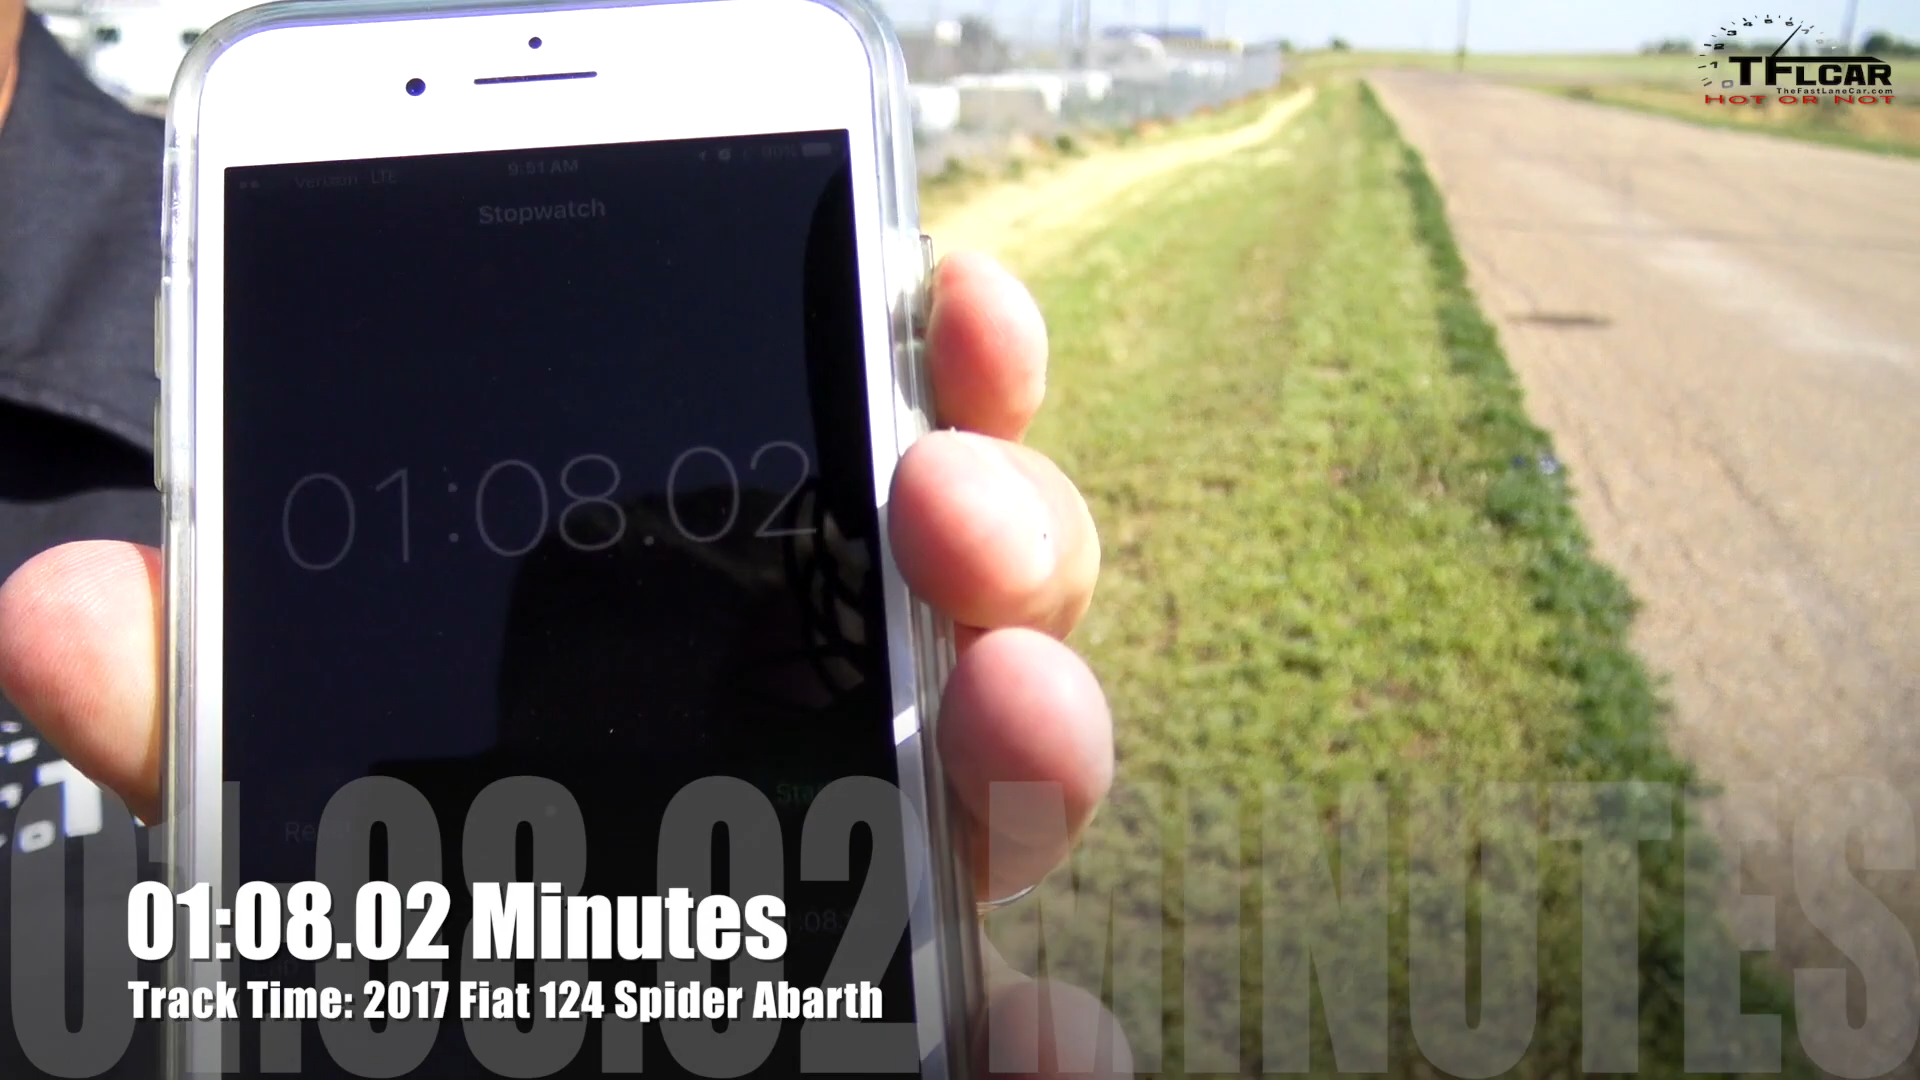 TFLCAR
TheFastLaneCar.com
HOT OR NOT
Verizon LTE 9:51 AM 90%
Stopwatch
01:08.02
01:08.02 MINUTES
01:08.02 Minutes
Track Time: 2017 Fiat 124 Spider Abarth